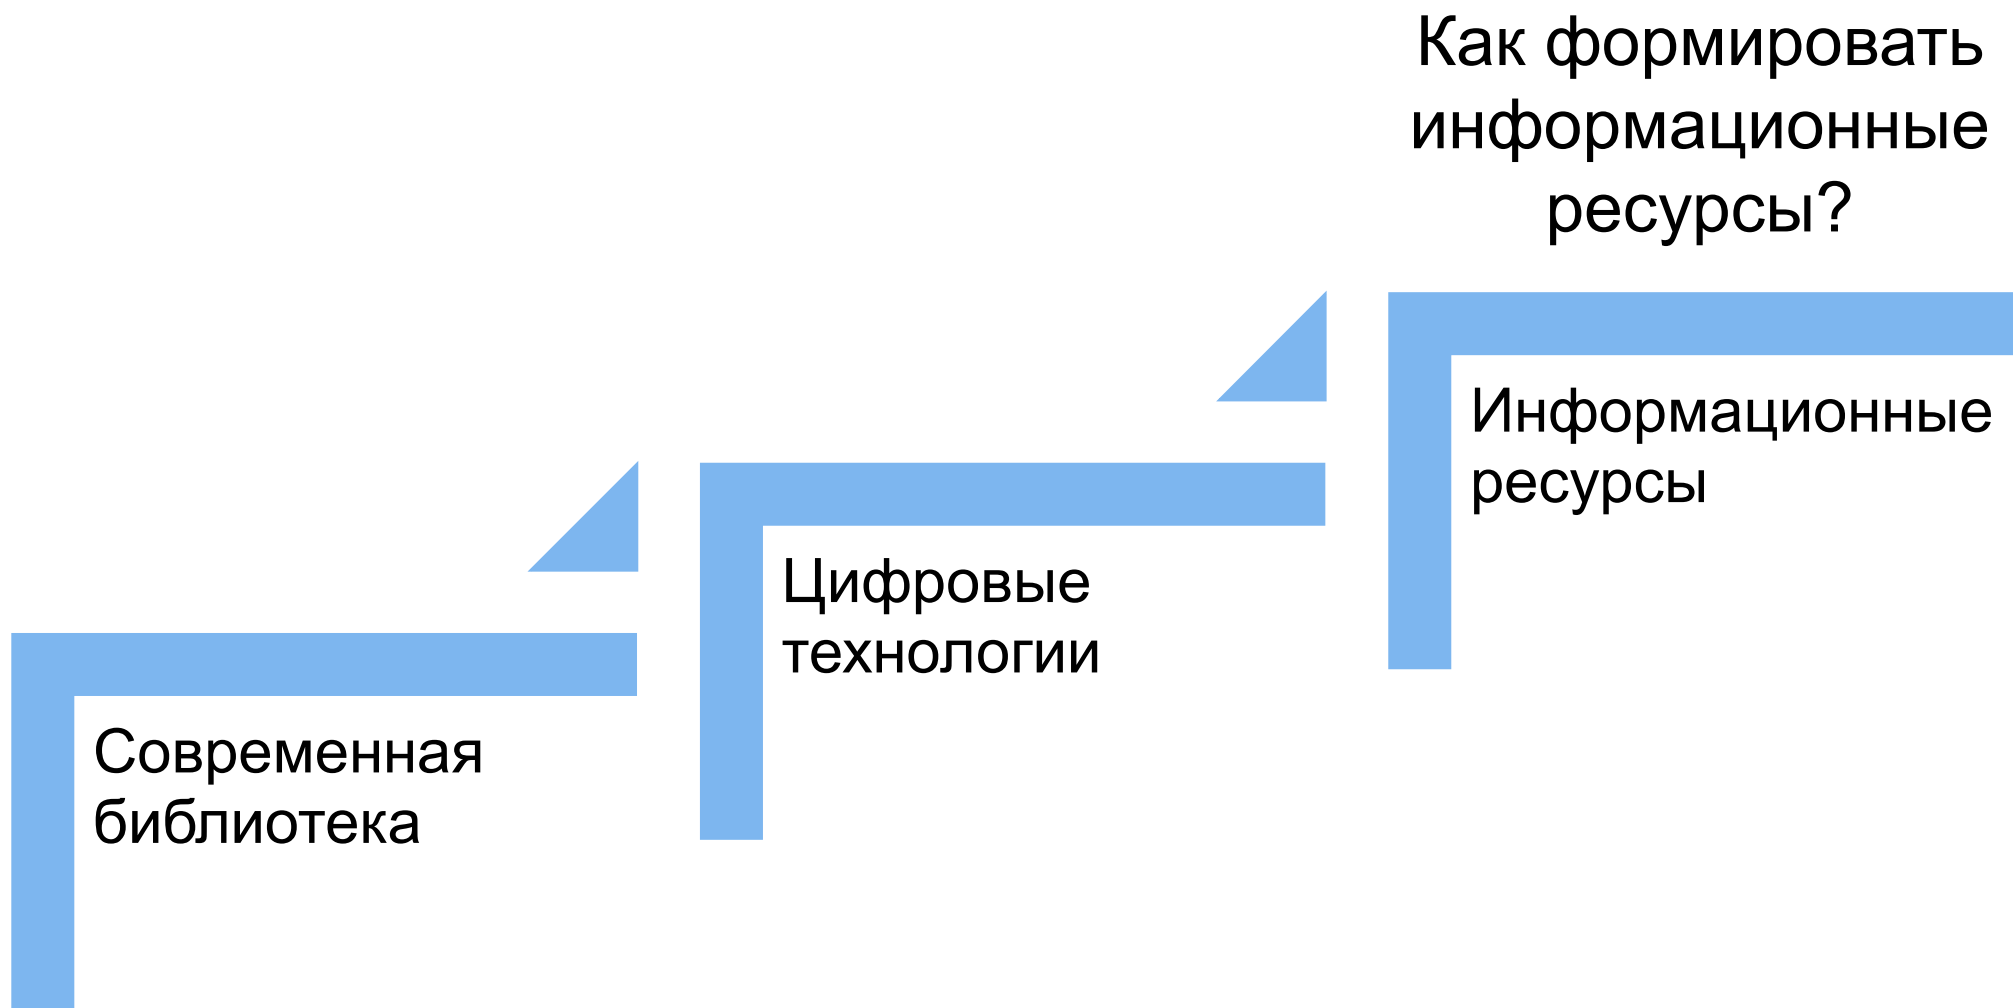 Как формировать
информационные
ресурсы?
Информационные
ресурсы
Цифровые
технологии
Современная
библиотека